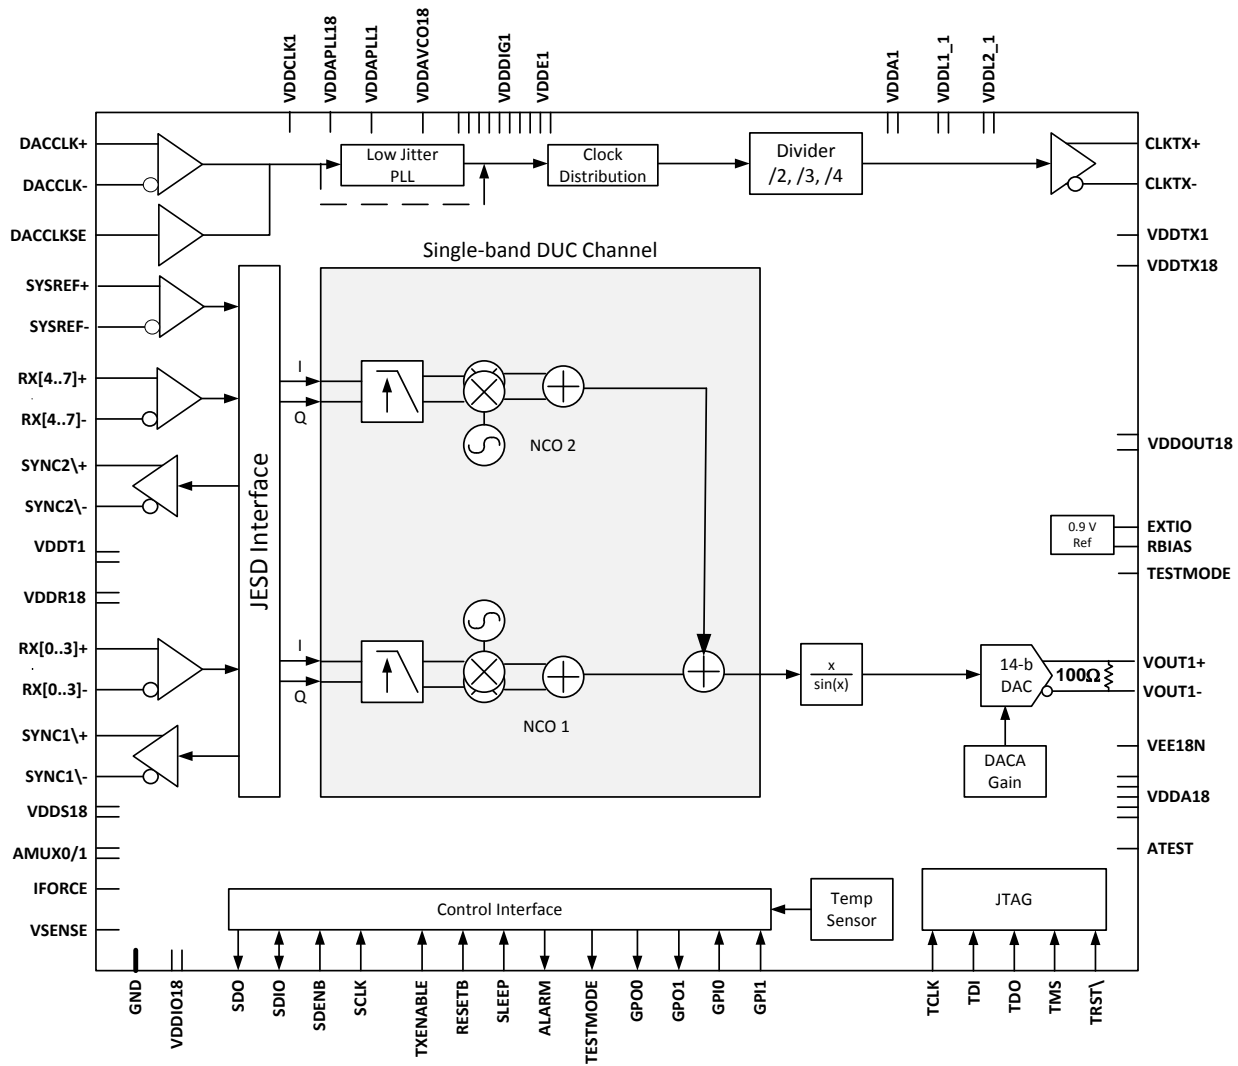 VDDCLK1
VDDAPLL18
VDDAPLL1
VDDAVCO18
VDDDIG1
VDDE1
VDDA1
VDDL1_1
VDDL2_1
DACCLK+
DACCLK-
DACCLKSE
SYSREF+
SYSREF-
RX[4..7]+
RX[4..7]-
SYNC2\+
SYNC2\-
VDDT1
VDDR18
RX[0..3]+
RX[0..3]-
SYNC1\+
SYNC1\-
VDDS18
AMUX0/1
IFORCE
VSENSE
Low Jitter
PLL
Clock
Distribution
Divider
/2, /3, /4
Single-band DUC Channel
JESD Interface
I
Q
NCO 2
I
Q
NCO 1
x
sin(x)
14-b
DAC
100Ω
DACA
Gain
0.9 V
Ref
CLKTX+
CLKTX-
VDDTX1
VDDTX18
VDDOUT18
EXTIO
RBIAS
TESTMODE
VOUT1+
VOUT1-
VEE18N
VDDA18
ATEST
Control Interface
Temp
Sensor
JTAG
GND
VDDIO18
SDO
SDIO
SDENB
SCLK
TXENABLE
RESETB
SLEEP
ALARM
TESTMODE
GPO0
GPO1
GPI0
GPI1
TCLK
TDI
TDO
TMS
TRST\